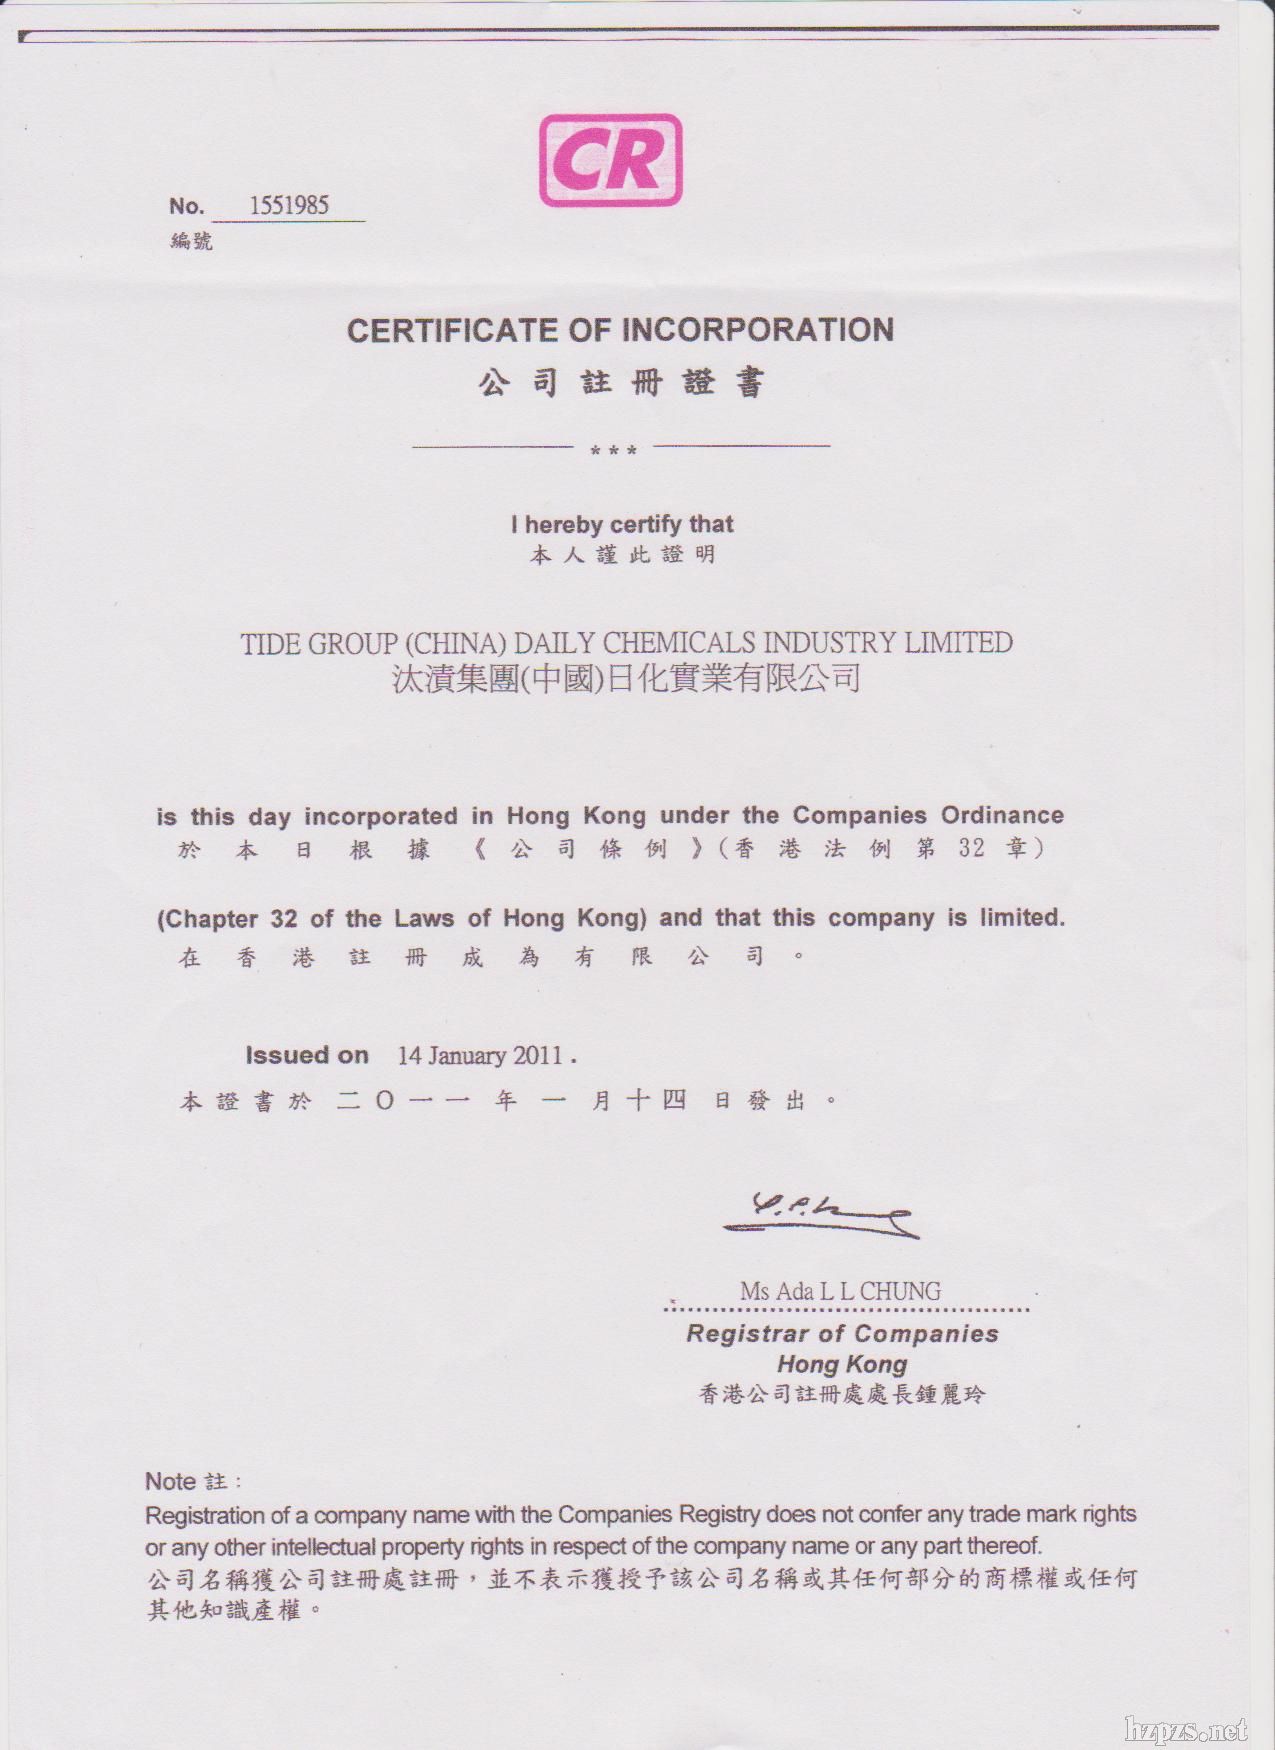 CR
No. 1551985
編號
CERTIFICATE OF INCORPORATION
公司註冊證書
***
I hereby certify that
本人謹此證明
TIDE GROUP (CHINA) DAILY CHEMICALS INDUSTRY LIMITED
汰漬集團(中國)日化實業有限公司
is this day incorporated in Hong Kong under the Companies Ordinance
於本日根據《公司條例》(香港法例第32章)
(Chapter 32 of the Laws of Hong Kong) and that this company is limited.
在香港註冊成為有限公司。
Issued on 14 January 2011 .
本證書於二〇一一年一月十四日發出。
Ms Ada L L CHUNG
Registrar of Companies
Hong Kong
香港公司註冊處處長鍾麗玲
Note 註：
Registration of a company name with the Companies Registry does not confer any trade mark rights
or any other intellectual property rights in respect of the company name or any part thereof.
公司名稱獲公司註冊處註冊，並不表示獲授予該公司名稱或其任何部分的商標權或任何
其他知識產權。
hzpzs.net